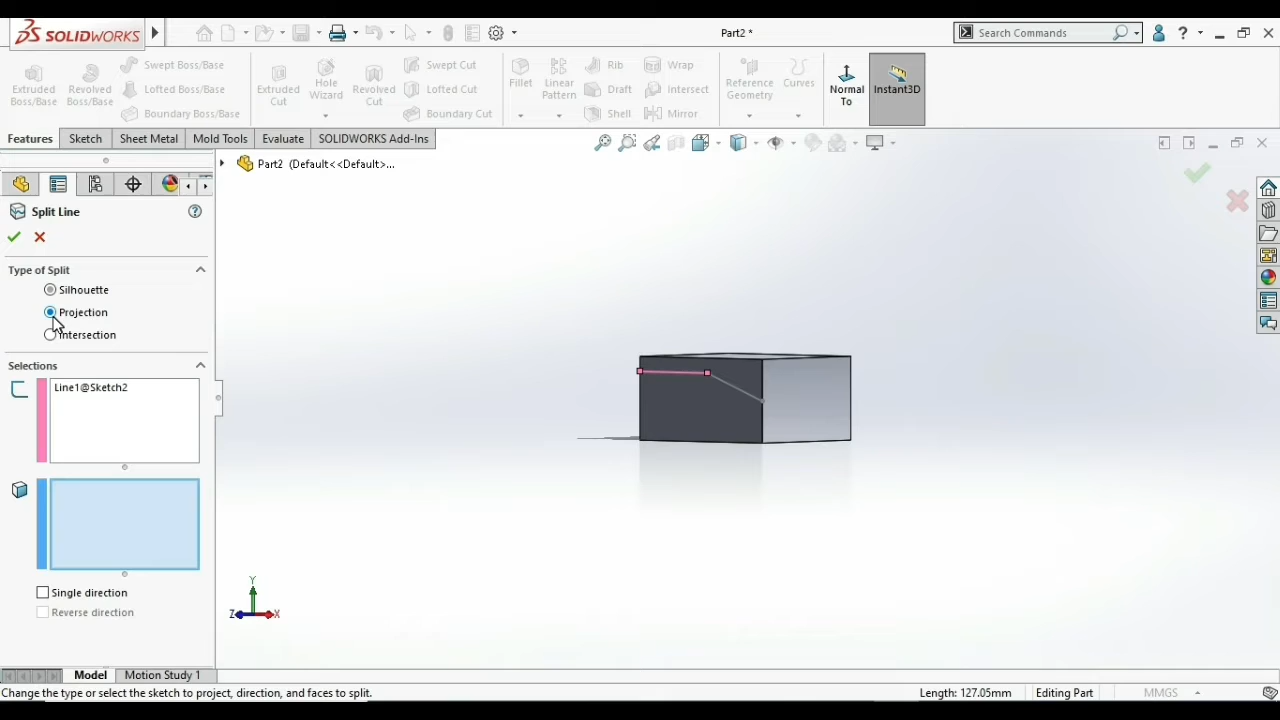 SOLIDWORKS
Part2 *
Search Commands
Extruded Boss/Base
Revolved Boss/Base
Swept Boss/Base
Lofted Boss/Base
Boundary Boss/Base
Extruded Cut
Hole Wizard
Revolved Cut
Swept Cut
Lofted Cut
Boundary Cut
Fillet
Linear Pattern
Rib
Draft
Shell
Wrap
Intersect
Mirror
Reference Geometry
Curves
Normal To
Instant3D
Features
Sketch
Sheet Metal
Mold Tools
Evaluate
SOLIDWORKS Add-Ins
Part2 (Default<<Default>...
Split Line
Type of Split
Silhouette
Projection
Intersection
Selections
Line1@Sketch2
Single direction
Reverse direction
Y
Z
X
Model
Motion Study 1
Change the type or select the sketch to project, direction, and faces to split.
Length: 127.05mm
Editing Part
MMGS